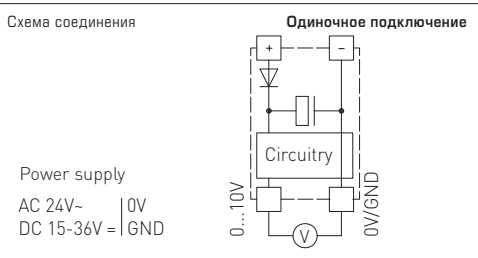 Схема соединения
Одиночное подключение
+ −
Circuitry
Power supply
AC 24V~ | 0V
DC 15-36V = | GND
0...10V
0V/GND
V